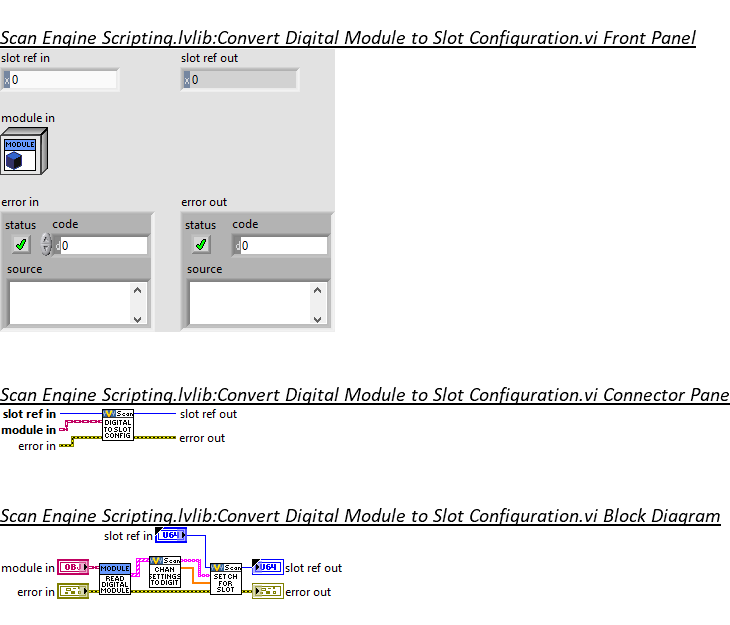 Scan Engine Scripting.lvlib:Convert Digital Module to Slot Configuration.vi Front Panel
slot ref in slot ref out
x 0 x 0
module in
MODULE
error in error out
status code status code
d 0 d 0
source source
Scan Engine Scripting.lvlib:Convert Digital Module to Slot Configuration.vi Connector Pane
slot ref in slot ref out
module in
error in error out
Scan
DIGITAL
TO SLOT
CONFIG
Scan Engine Scripting.lvlib:Convert Digital Module to Slot Configuration.vi Block Diagram
slot ref in U64
module in OBJ
error in
MODULE
READ
DIGITAL
MODULE
Scan
CHAN
SETTINGS
TO DIGIT
Scan
SET CH
FOR
SLOT
U64 slot ref out
error out